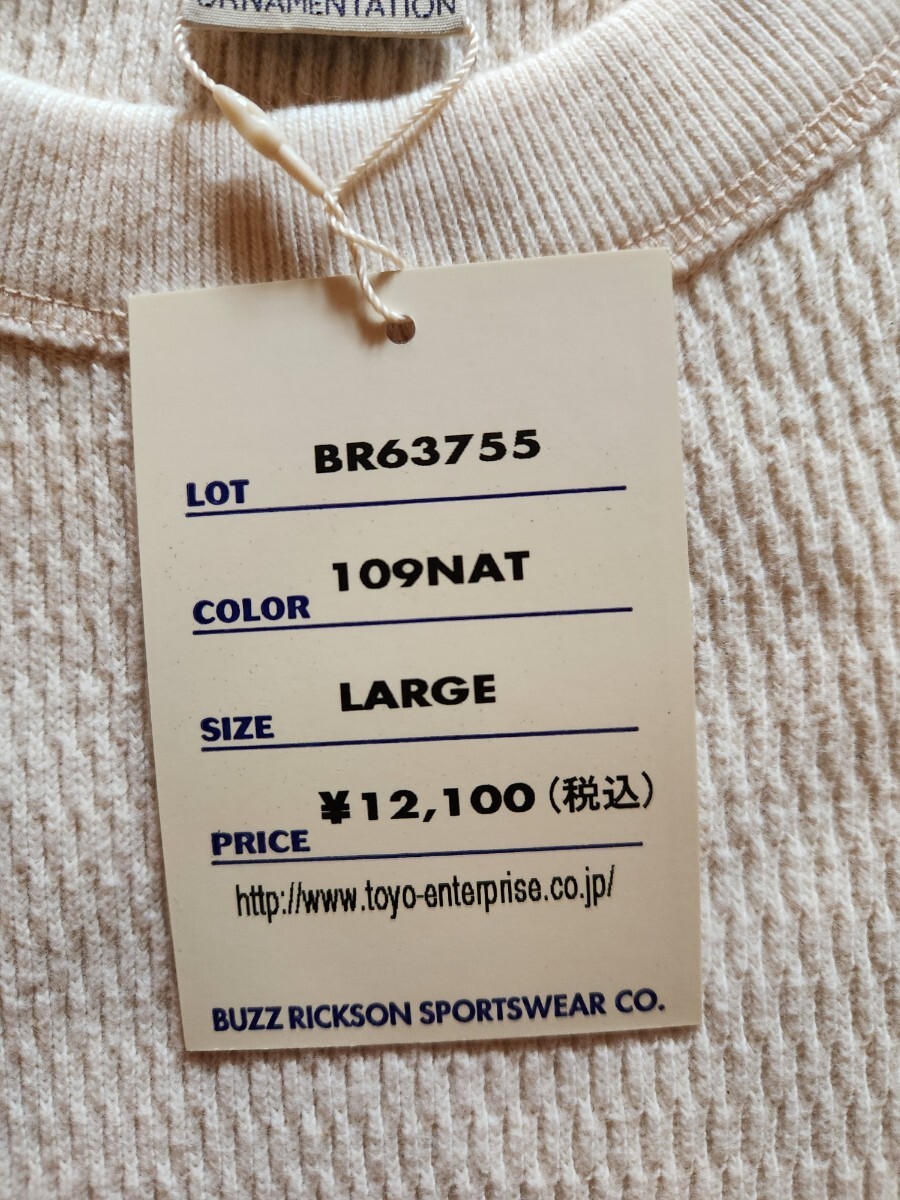 ORNAMENTATION
BR63755
LOT
109NAT
COLOR
LARGE
SIZE
¥12,100(税込)
PRICE
http://www.toyo-enterprise.co.jp/
BUZZ RICKSON SPORTSWEAR CO.